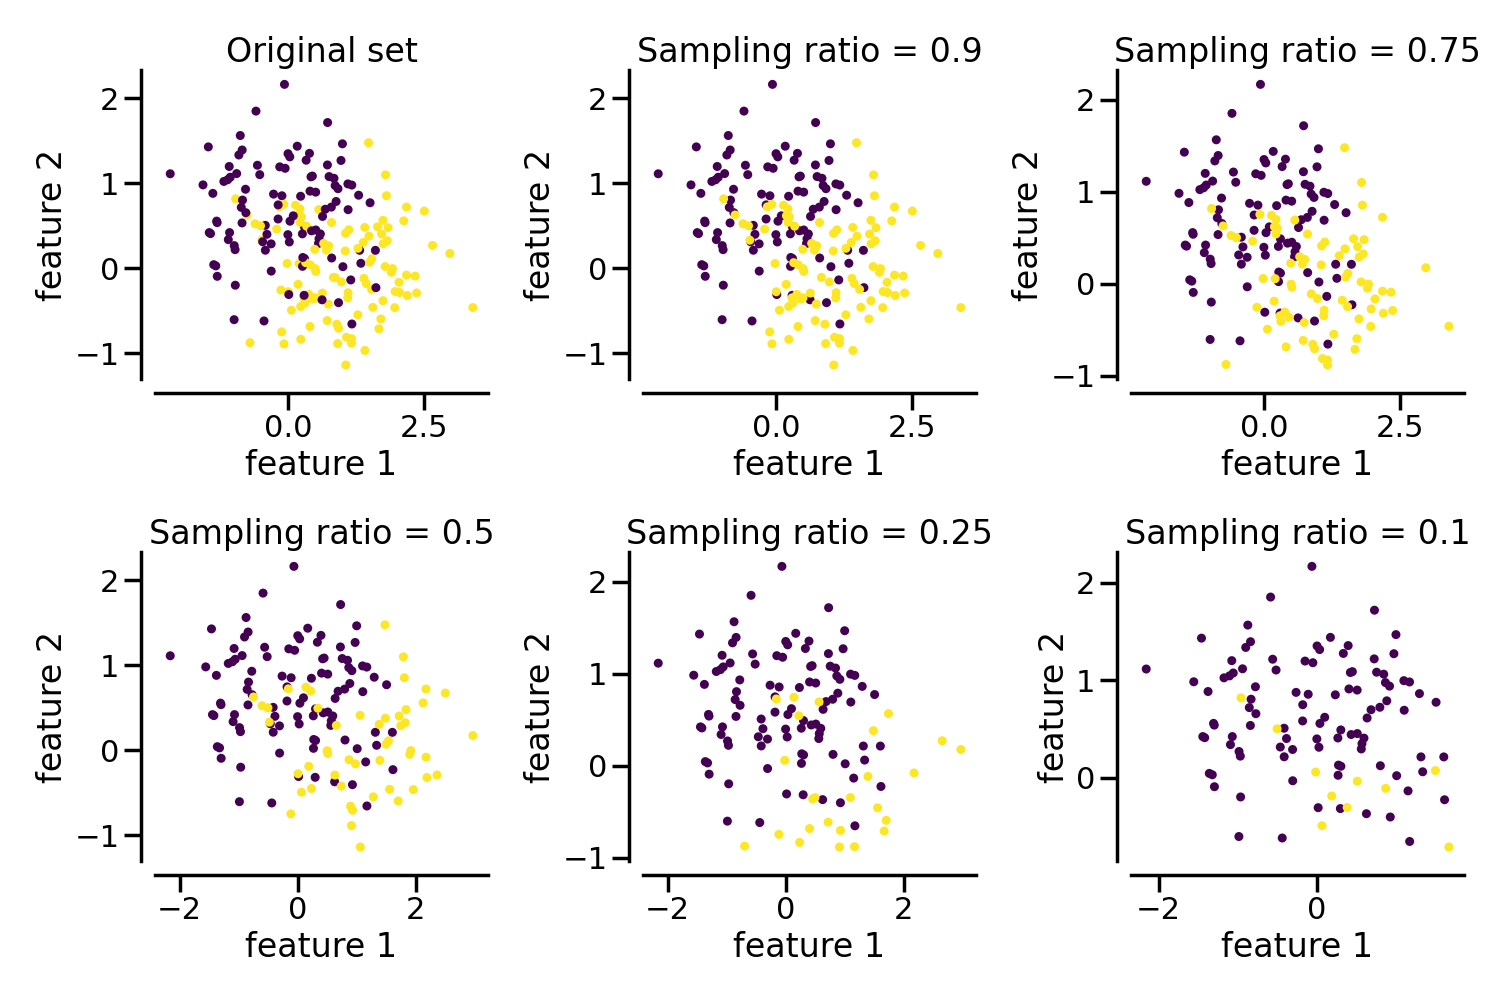 Original set
feature 2
2
1
0
−1
0.0 2.5
feature 1
Sampling ratio = 0.9
feature 2
2
1
0
−1
0.0 2.5
feature 1
Sampling ratio = 0.75
feature 2
2
1
0
−1
0.0 2.5
feature 1
Sampling ratio = 0.5
feature 2
2
1
0
−1
−2 0 2
feature 1
Sampling ratio = 0.25
feature 2
2
1
0
−1
−2 0 2
feature 1
Sampling ratio = 0.1
feature 2
2
1
0
−2 0
feature 1